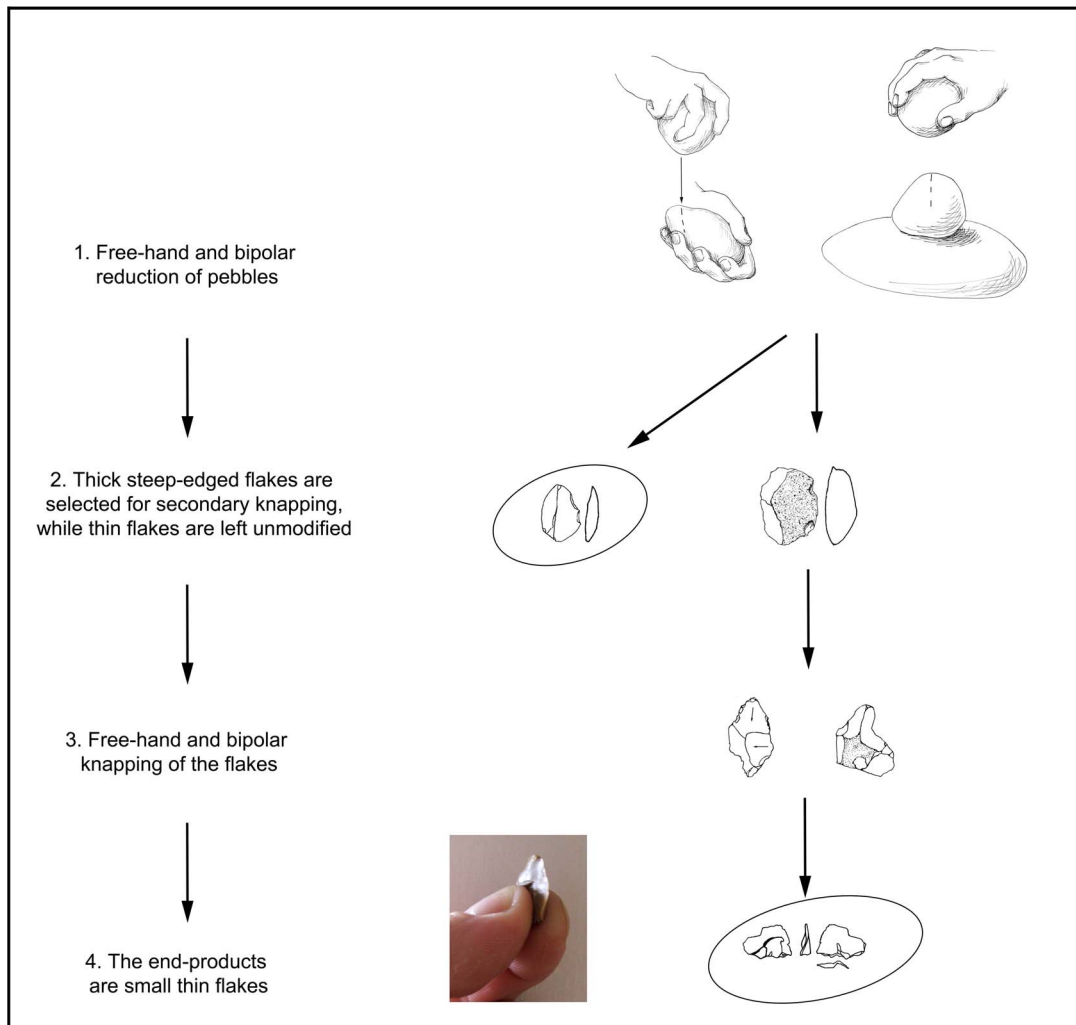 1. Free-hand and bipolar
reduction of pebbles
2. Thick steep-edged flakes are
selected for secondary knapping,
while thin flakes are left unmodified
3. Free-hand and bipolar
knapping of the flakes
4. The end-products
are small thin flakes